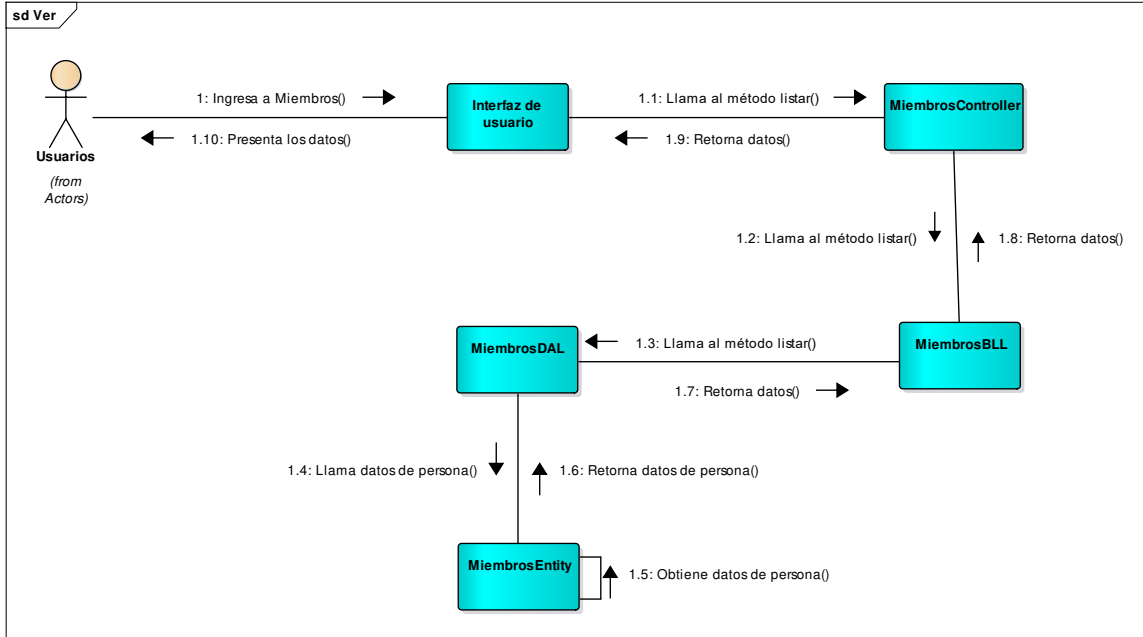 sd Ver
1: Ingresa a Miembros()
1.10: Presenta los datos()
Usuarios
(from
Actors)
Interfaz de
usuario
1.1: Llama al método listar()
1.9: Retorna datos()
MiembrosController
1.2: Llama al método listar()
1.8: Retorna datos()
MiembrosDAL
1.3: Llama al método listar()
1.7: Retorna datos()
MiembrosBLL
1.4: Llama datos de persona()
1.6: Retorna datos de persona()
MiembrosEntity
1.5: Obtiene datos de persona()